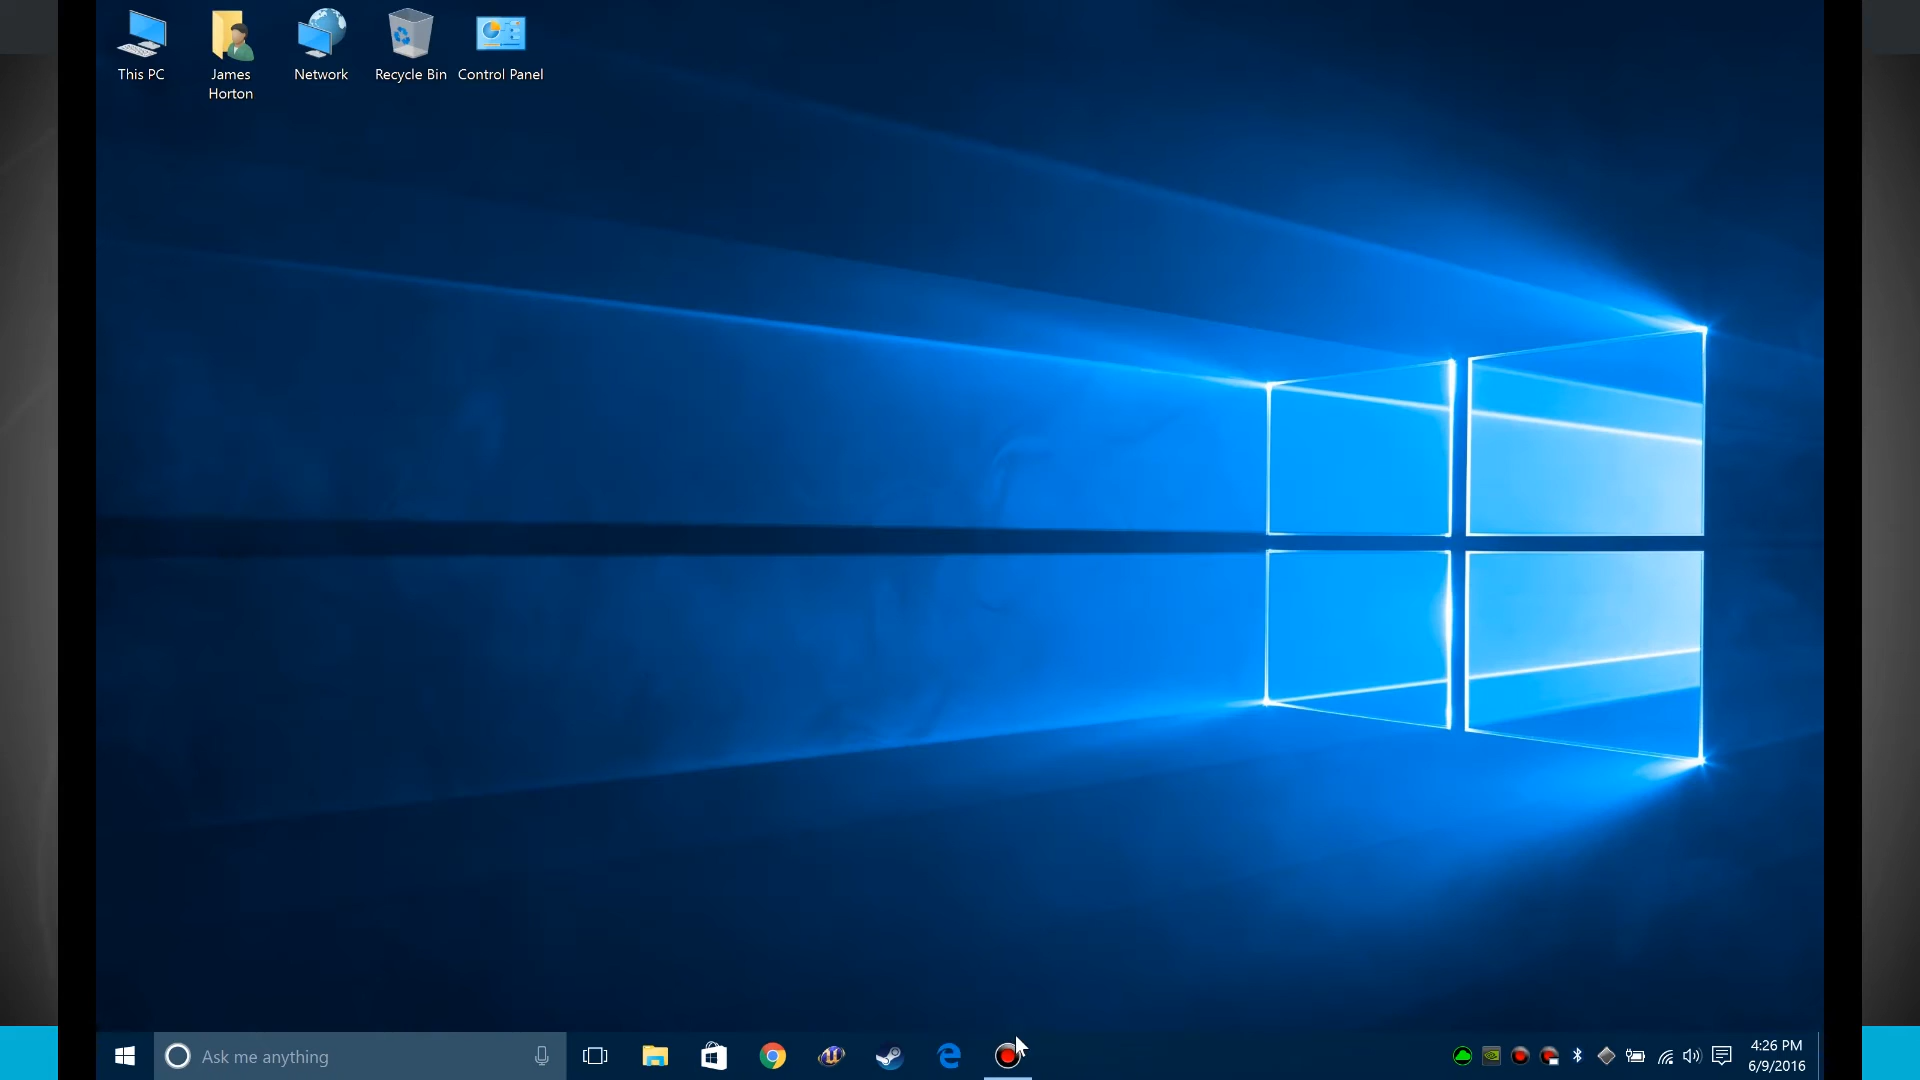 This PC
James
Horton
Network
Recycle Bin
Control Panel
Ask me anything
4:26 PM
6/9/2016